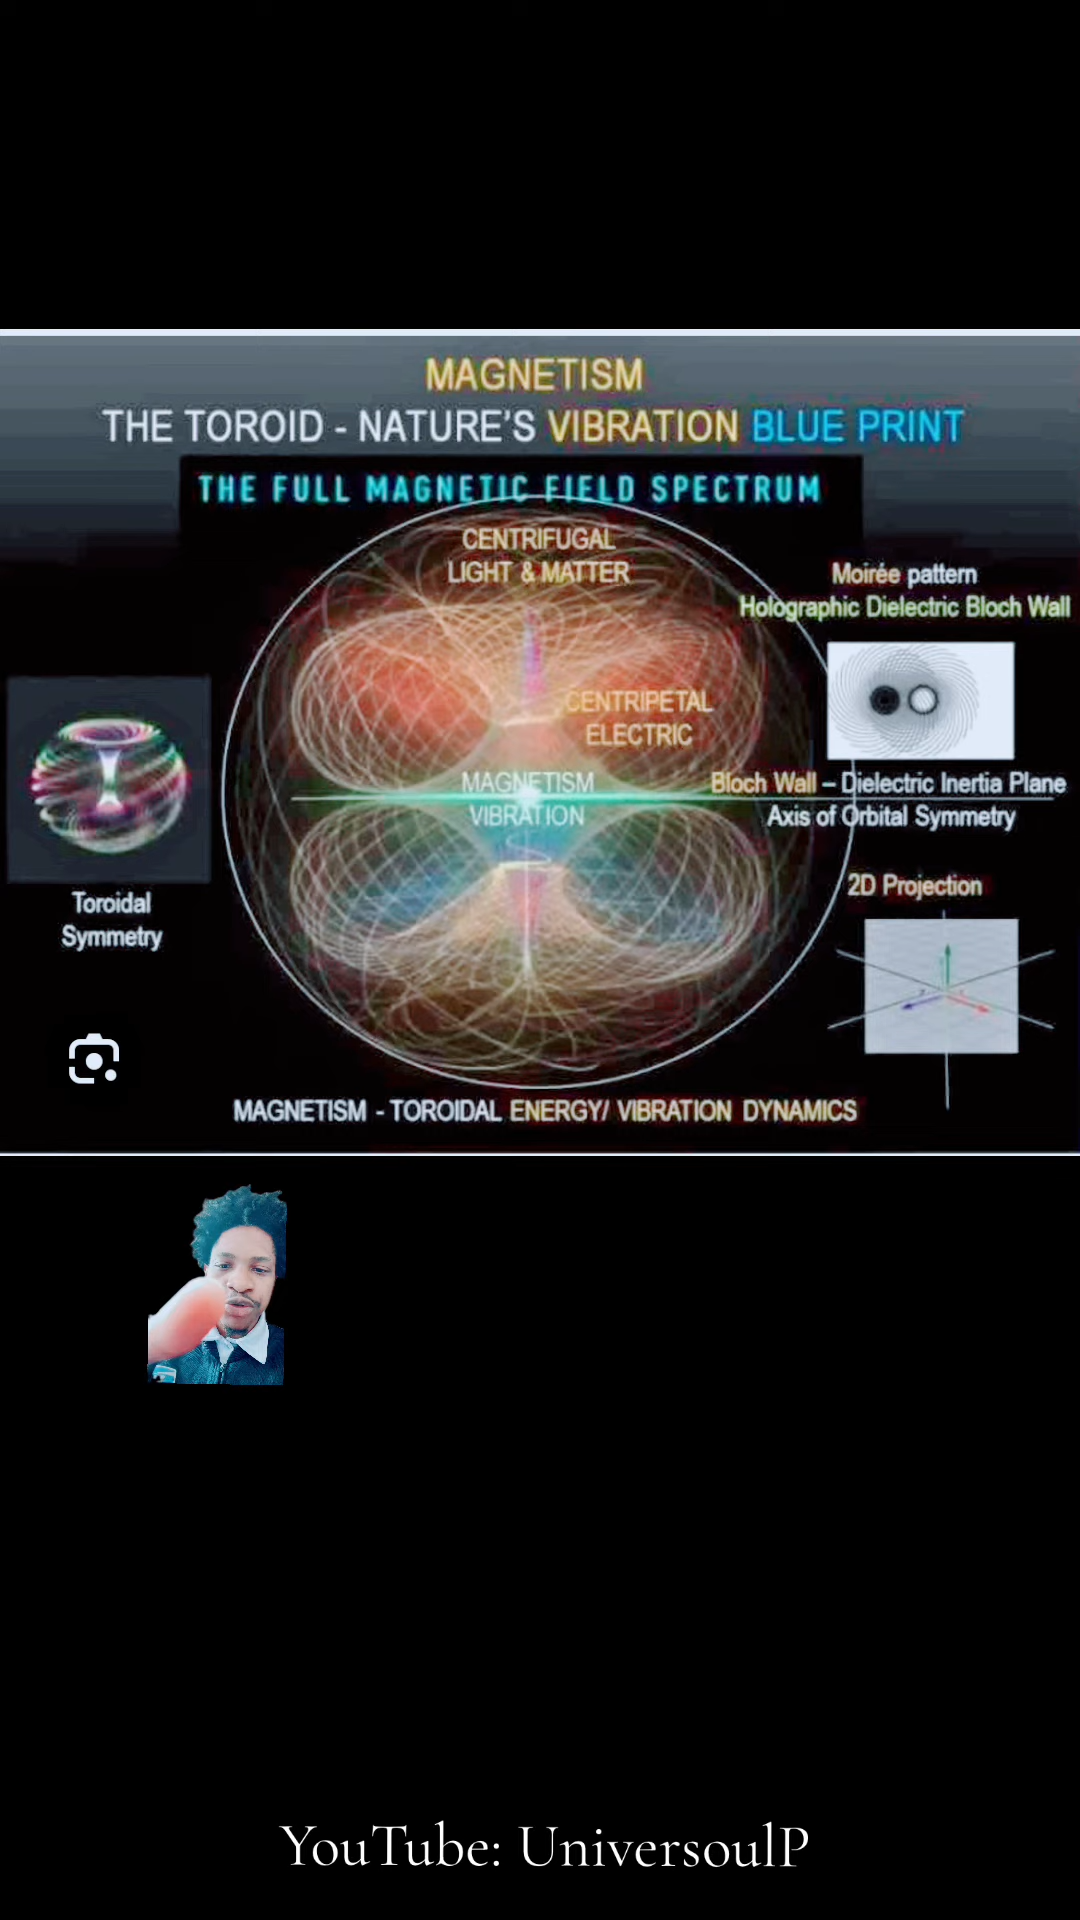 MAGNETISM
THE TOROID - NATURE'S VIBRATION BLUE PRINT
THE FULL MAGNETIC FIELD SPECTRUM
CENTRIFUGAL
LIGHT & MATTER
Moirée pattern
Holographic Dielectric Bloch Wall
CENTRIPETAL
ELECTRIC
MAGNETISM
VIBRATION
Bloch Wall – Dielectric Inertia Plane
Axis of Orbital Symmetry
2D Projection
Toroidal
Symmetry
MAGNETISM - TOROIDAL ENERGY/ VIBRATION DYNAMICS
YouTube: UniversoulP